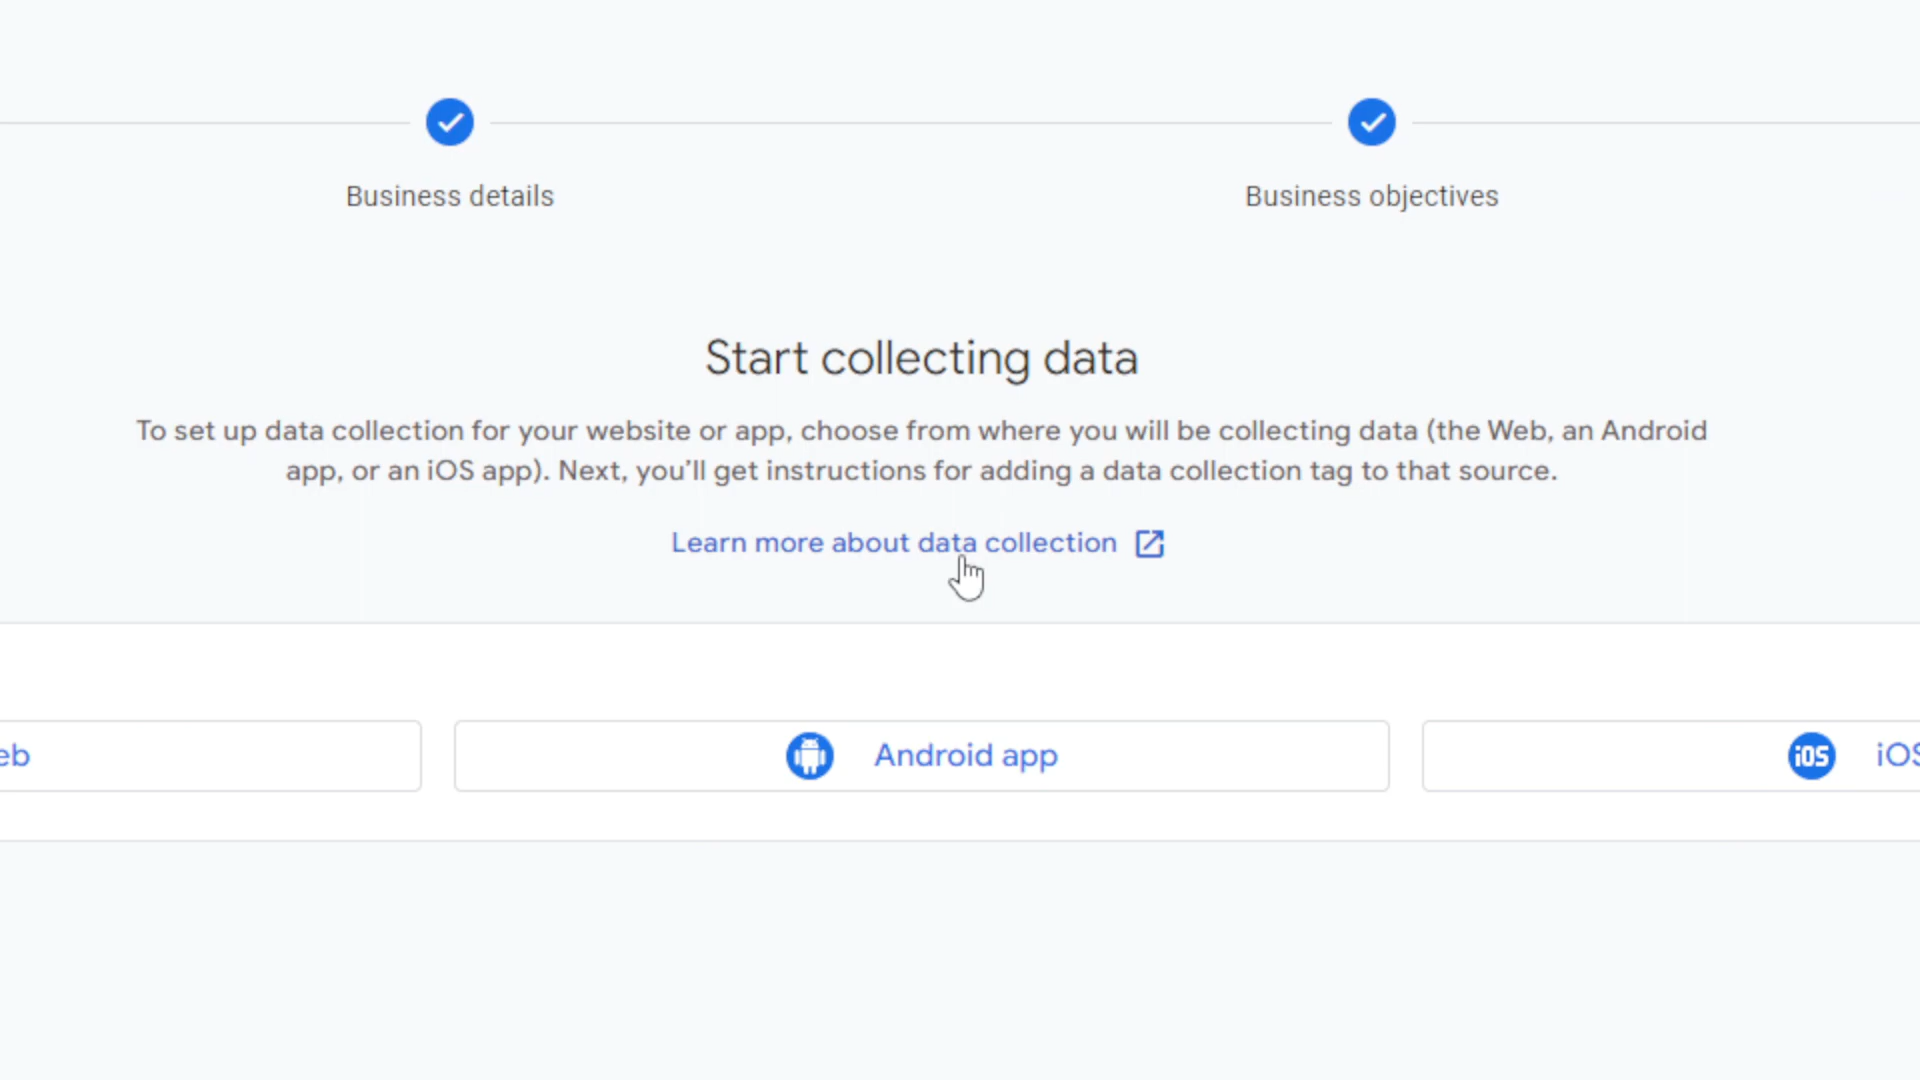 Business details
Business objectives
Start collecting data
To set up data collection for your website or app, choose from where you will be collecting data (the Web, an Android
app, or an iOS app). Next, you’ll get instructions for adding a data collection tag to that source.
Learn more about data collection
eb
Android app
iOS iOS